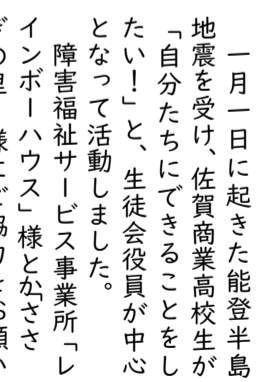 一月一日に起きた能登半島
地震を受け、佐賀商業高校生が
「自分たちにできることをし
たい！」と、生徒会役員が中心
となって活動しました。
障害福祉サービス事業所「レ
インボーハウス」様とか「ささ